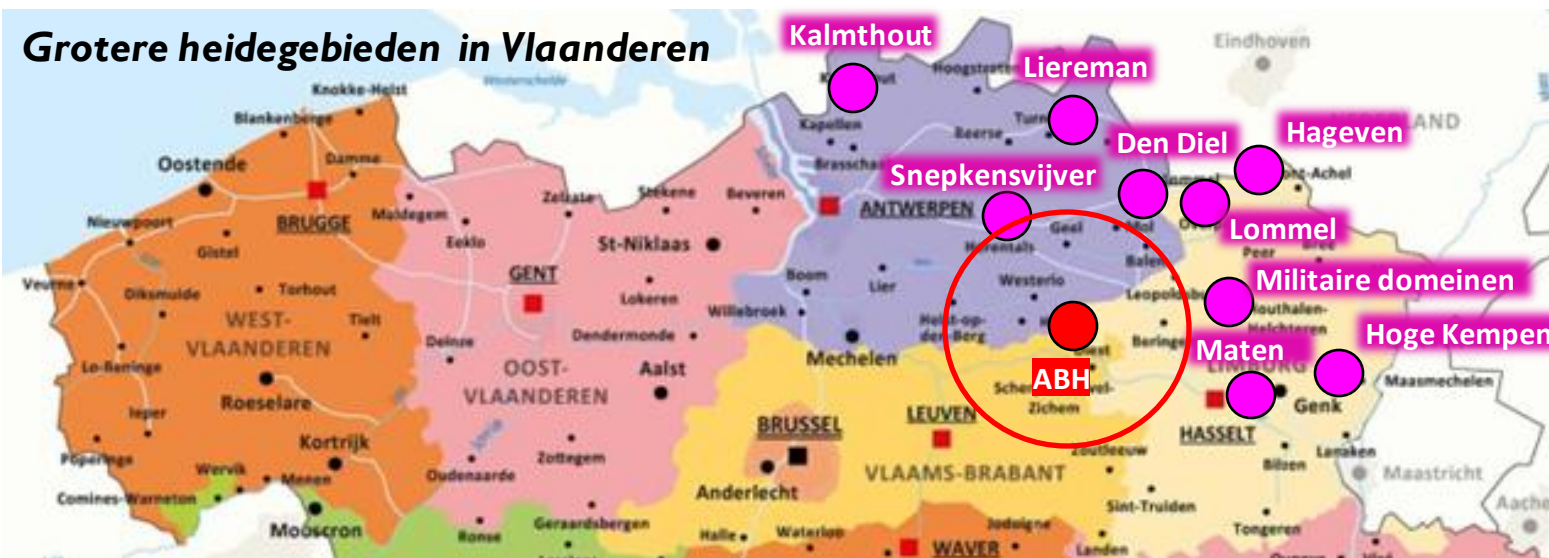 Grotere heidegebieden in Vlaanderen
Kalmthout
Eindhoven
Liereman
Westerschelde
Hoogstraten
Knokke-Heist
Blankenberge
Kapellen
Beerse
Den Diel
Hageven
Oostende
Damme
Brasschaat
Snepkensvijver
Zelzate
Stekene
Beveren
BRUGGE
Maldegem
ANTWERPEN
Nieuwpoort
Eeklo
St-Niklaas
Geel
Mol
Lommel
Gistel
Herentals
Balen
Peer
Bree
GENT
Boom
Veurne
Diksmuide
Torhout
Lokeren
Lier
Westerlo
Militaire domeinen
WEST-
VLAANDEREN
Tielt
Willebroek
Houthalen-
Helchteren
Deinze
Dendermonde
Heist-op-
den-Berg
Beringen
Hoge Kempen
Lo-Reninge
OOST-
VLAANDEREN
Aalst
Mechelen
Diest
Maten
LIMBURG
ABH
Maasmechelen
Roeselare
Zichem
Genk
Ieper
BRUSSEL
LEUVEN
HASSELT
Kortrijk
Poperinge
Wervik
Menen
Zottegem
Zoutleeuw
Bilzen
Lanaken
Oudenaarde
VLAAMS-BRABANT
Maastricht
Comines-Warneton
Anderlecht
Sint-Truiden
Mouscron
Ronse
Geraardsbergen
Halle
Waterloo
Jodoigne
Tongeren
WAVER
Landen